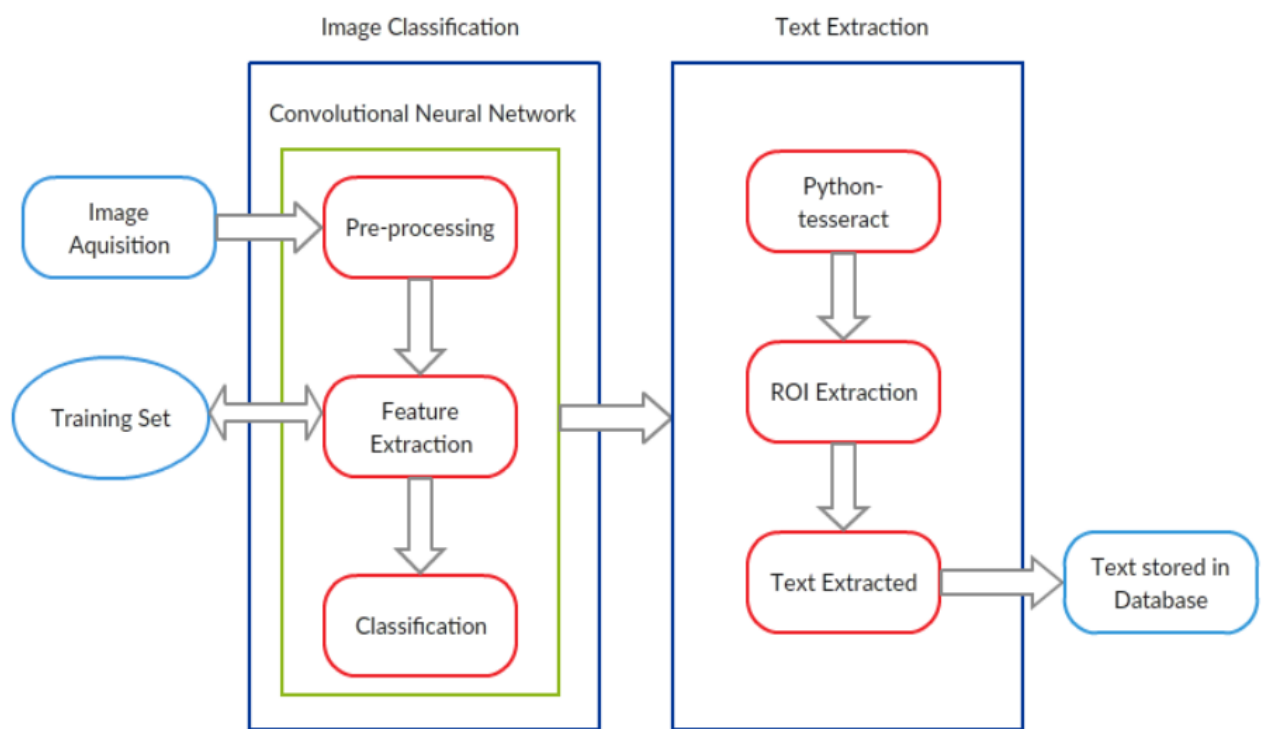 Image Classification
Text Extraction
Convolutional Neural Network
Image
Aquisition
Pre-processing
Training Set
Feature
Extraction
Classification
Python-
tesseract
ROI Extraction
Text Extracted
Text stored in
Database